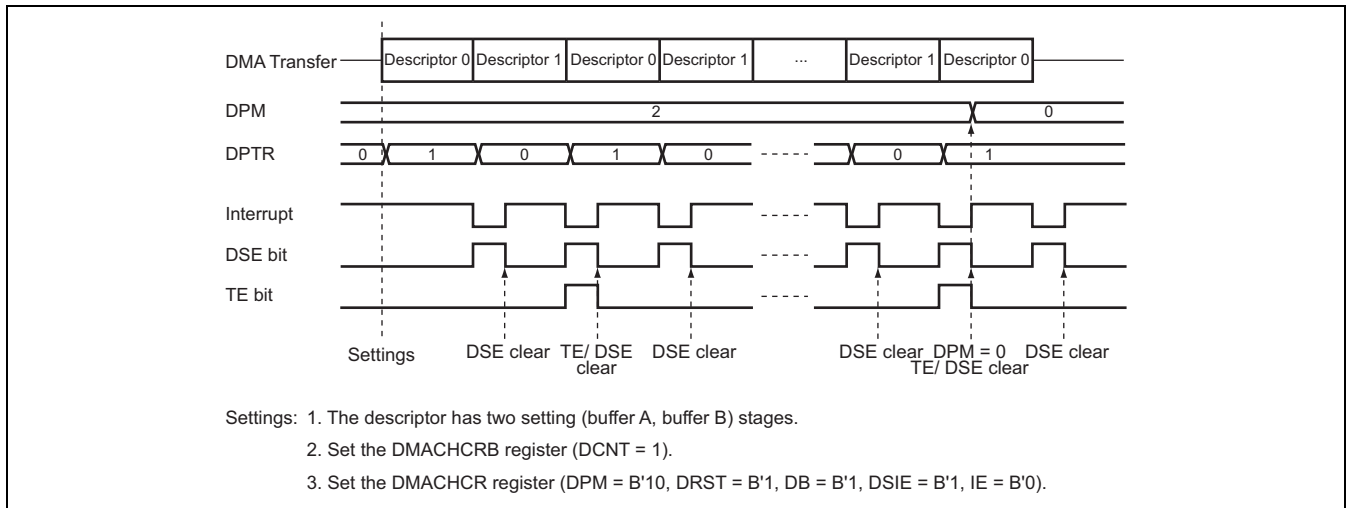 DMA Transfer Descriptor 0 Descriptor 1 Descriptor 0 Descriptor 1 ... Descriptor 1 Descriptor 0
DPM 2 0
DPTR 0 1 0 1 0 0 1
Interrupt
DSE bit
TE bit
Settings DSE clear TE/ DSE clear DSE clear DSE clear DPM = 0 TE/ DSE clear DSE clear
Settings: 1. The descriptor has two setting (buffer A, buffer B) stages.
2. Set the DMACHCRB register (DCNT = 1).
3. Set the DMACHCR register (DPM = B'10, DRST = B'1, DB = B'1, DSIE = B'1, IE = B'0).